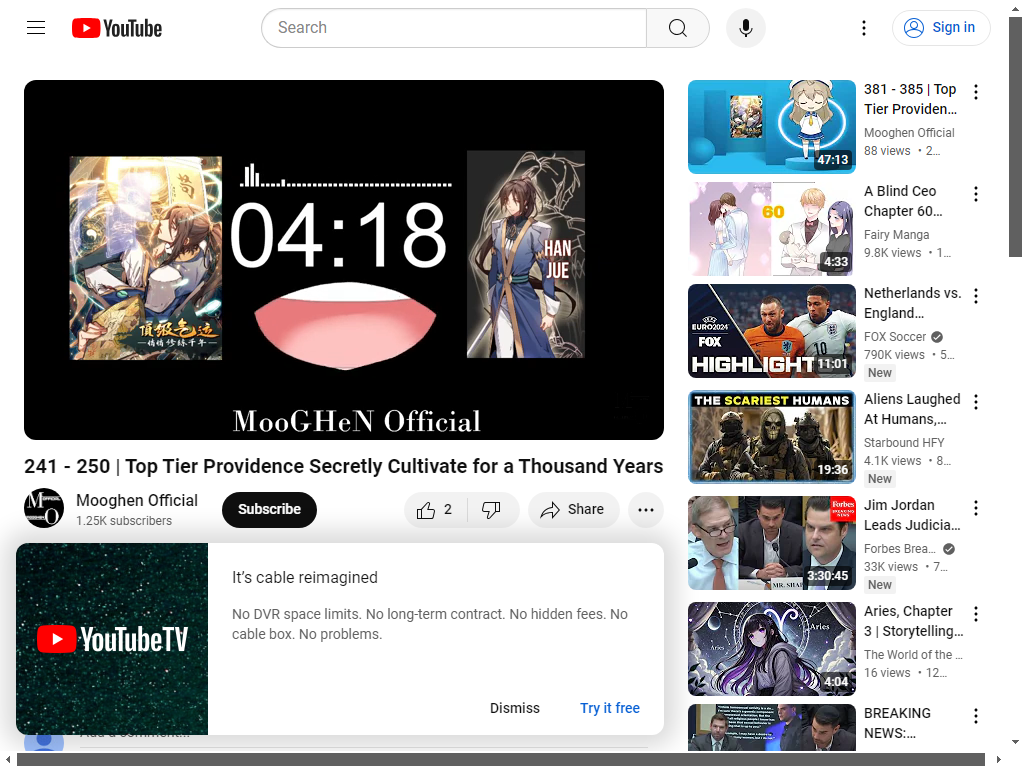 YouTube
Search
Sign in
頂級气运
悄悄修练千年
04:18
HAN
JUE
MooGHeN Official
241 - 250 | Top Tier Providence Secretly Cultivate for a Thousand Years
Mooghen Official
1.25K subscribers
Subscribe
2
Share
YouTubeTV
It’s cable reimagined
No DVR space limits. No long-term contract. No hidden fees. No
cable box. No problems.
Dismiss
Try it free
47:13
381 - 385 | Top
Tier Providen...
Mooghen Official
88 views • 2...
60
4:33
A Blind Ceo
Chapter 60...
Fairy Manga
9.8K views • 1...
EURO2024
FOX
HIGHLIGHT
11:01
Netherlands vs.
England...
FOX Soccer
790K views • 5...
New
THE SCARIEST HUMANS
19:36
Aliens Laughed
At Humans,...
Starbound HFY
4.1K views • 8...
New
Forbes
BREAKING
NEWS
3:30:45
Jim Jordan
Leads Judicia...
Forbes Brea...
33K views • 7...
New
Aries
Aries
4:04
Aries, Chapter
3 | Storytelling...
The World of the ...
16 views • 12...
BREAKING
NEWS:...